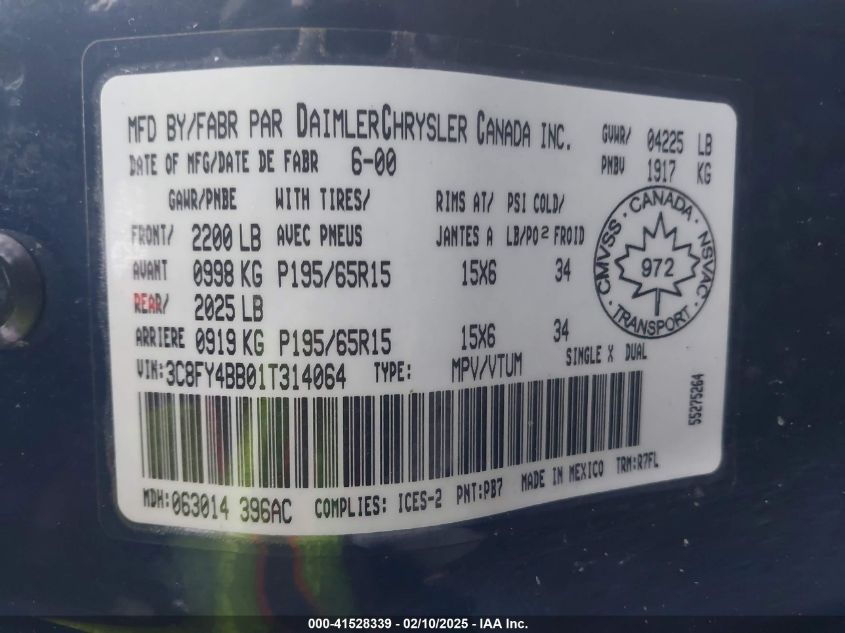 MFD BY/FABR PAR DAIMLERCHRYSLER CANADA INC.
GVWR/ 04225 LB
DATE OF MFG/DATE DE FABR 6-00
PNBV 1917 KG
GAWR/PNBE WITH TIRES/ RIMS AT/ PSI COLD/
FRONT/ 2200 LB AVEC PNEUS JANTES A LB/PO2 FROID
AVANT 0998 KG P195/65R15 15X6 34
REAR/ 2025 LB
ARRIERE 0919 KG P195/65R15 15X6 34
CMVSS · CANADA · NSVAC · TRANSPORT ·
972
SINGLE X DUAL
VIN: 3C8FY4BB01T314064 TYPE: MPV/VTUM
55275264
MDH: 063014 396AC COMPLIES: ICES-2 PNT:PB7 MADE IN MEXICO TRM:R7FL
000-41528339 - 02/10/2025 - IAA Inc.